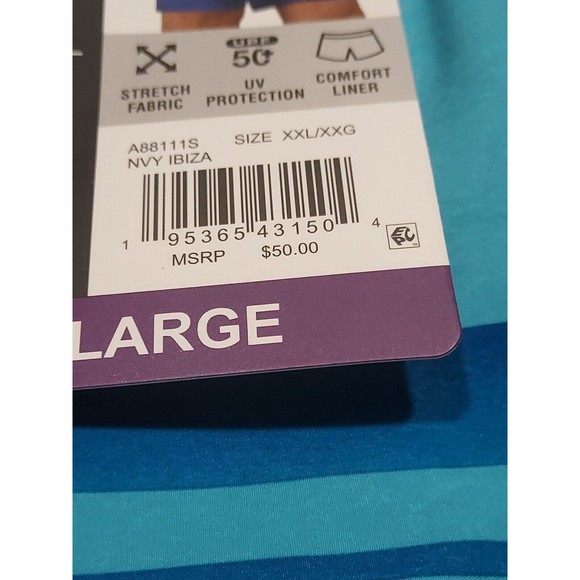 UPF
50+
STRETCH FABRIC
UV PROTECTION
COMFORT LINER
A88111S SIZE XXL/XXG
NVY IBIZA
1 95365 43150 4
EPC
MSRP $50.00
LARGE